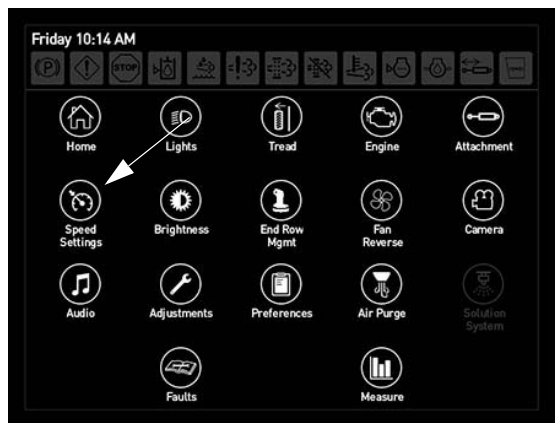 Friday 10:14 AM
(P)
STOP
Home
Lights
Tread
Engine
Attachment
Speed
Settings
Brightness
End Row
Mgmt
Fan
Reverse
Camera
Audio
Adjustments
Preferences
Air Purge
Solution
System
Faults
Measure